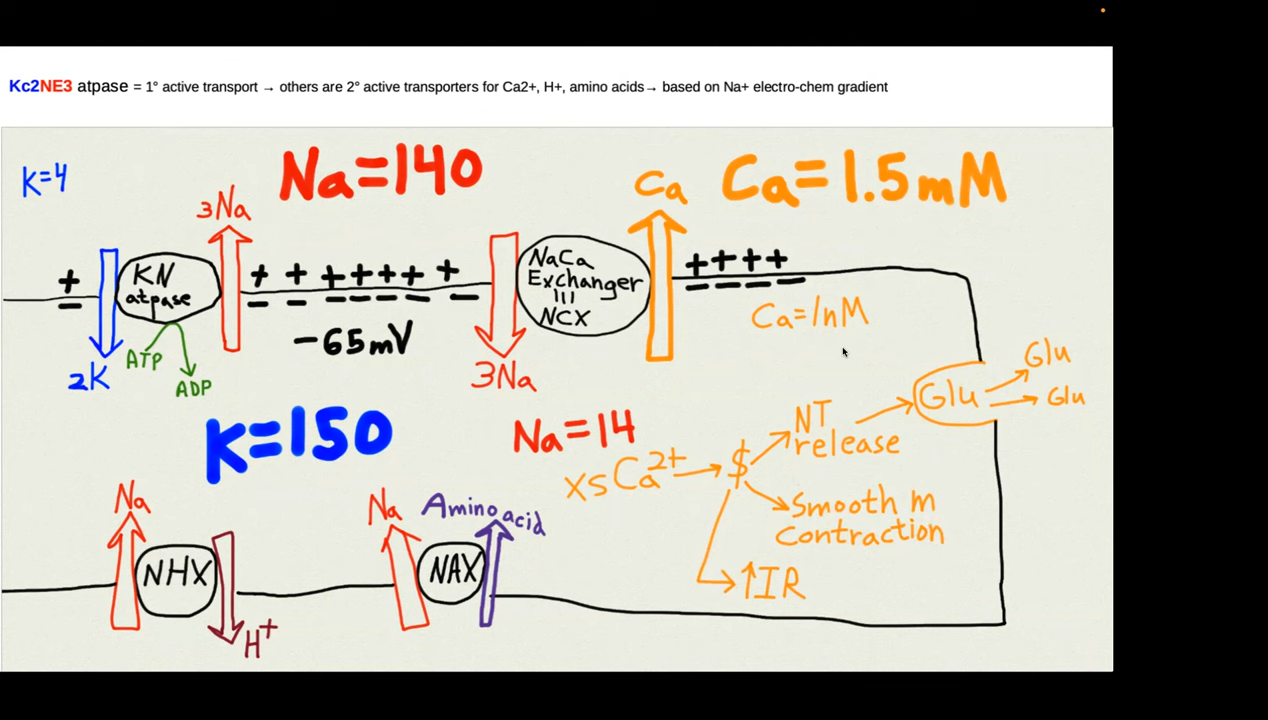 Kc2NE3 atpase = 1° active transport → others are 2° active transporters for Ca2+, H+, amino acids→ based on Na+ electro-chem gradient
K=4
Na=140
Ca=1.5mM
3Na
Ca
+ + + ++++ + ++++
KN
atpase
NaCa
Exchanger
≡
NCX
- - - ---- - ----
-65mV
Ca=1nM
2K
ATP
ADP
3Na
Glu
Glu
Glu
K=150
Na=14
NT
release
xsCa2+ → $
Smooth m
contraction
↑IR
Na
NHX
H+
Na
Amino acid
NAX